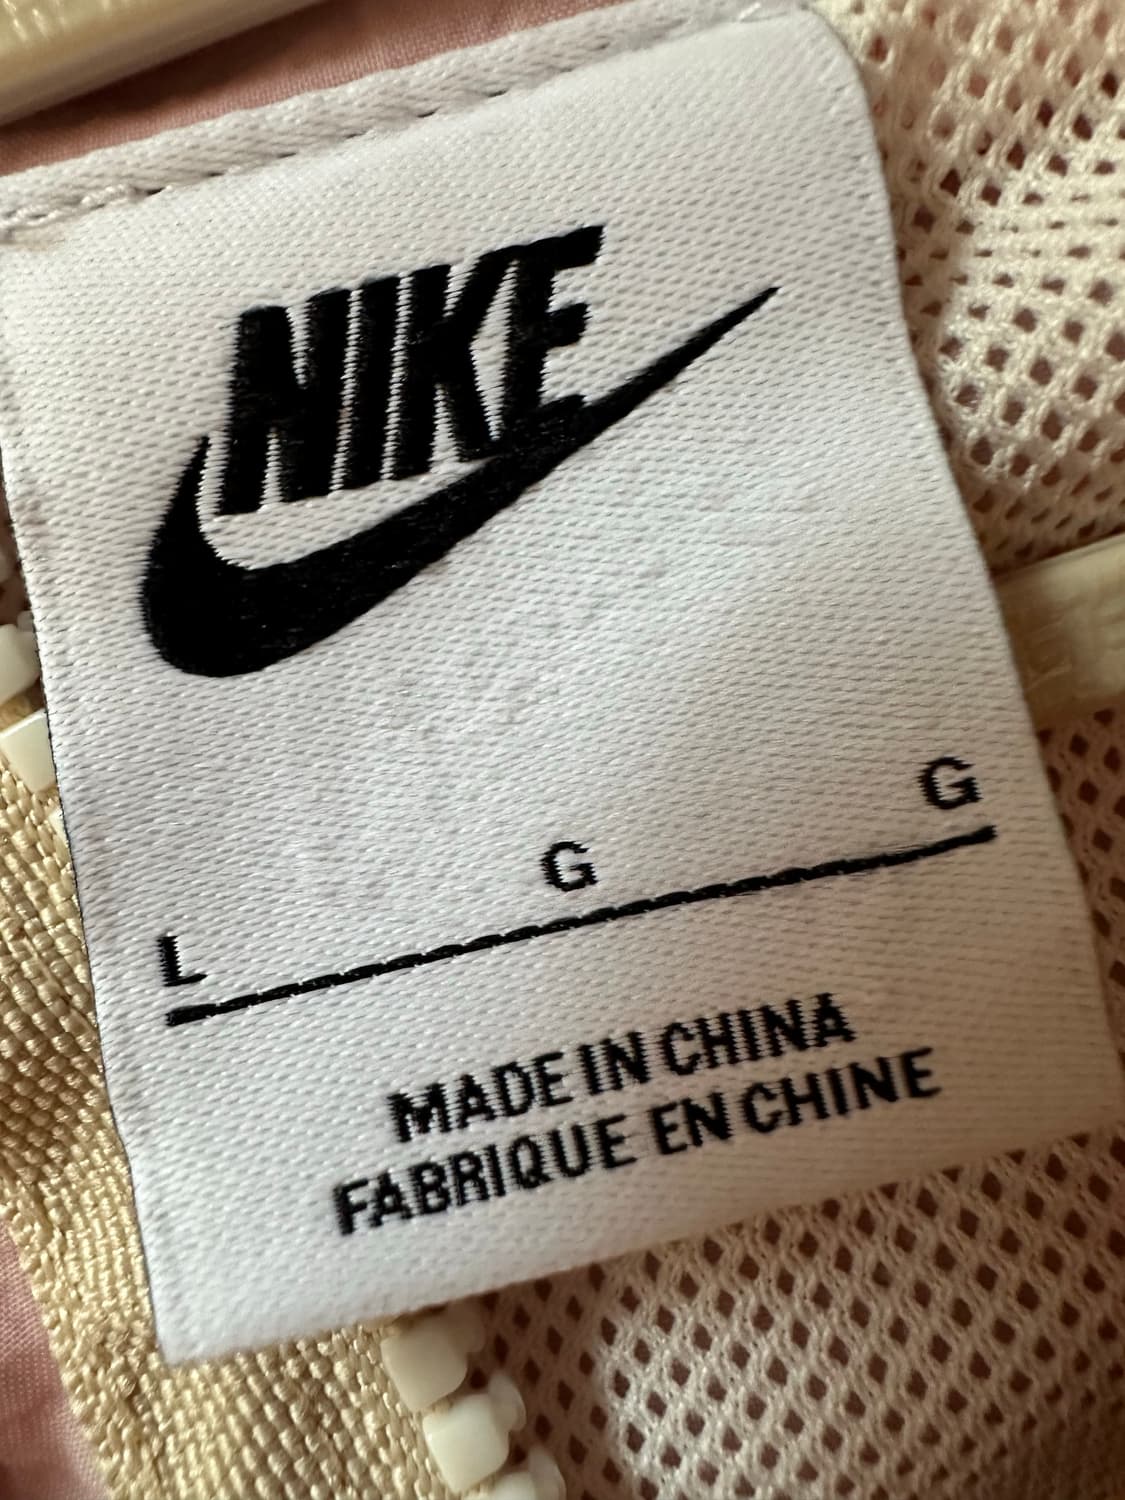 NIKE
L G G
MADE IN CHINA
FABRIQUE EN CHINE